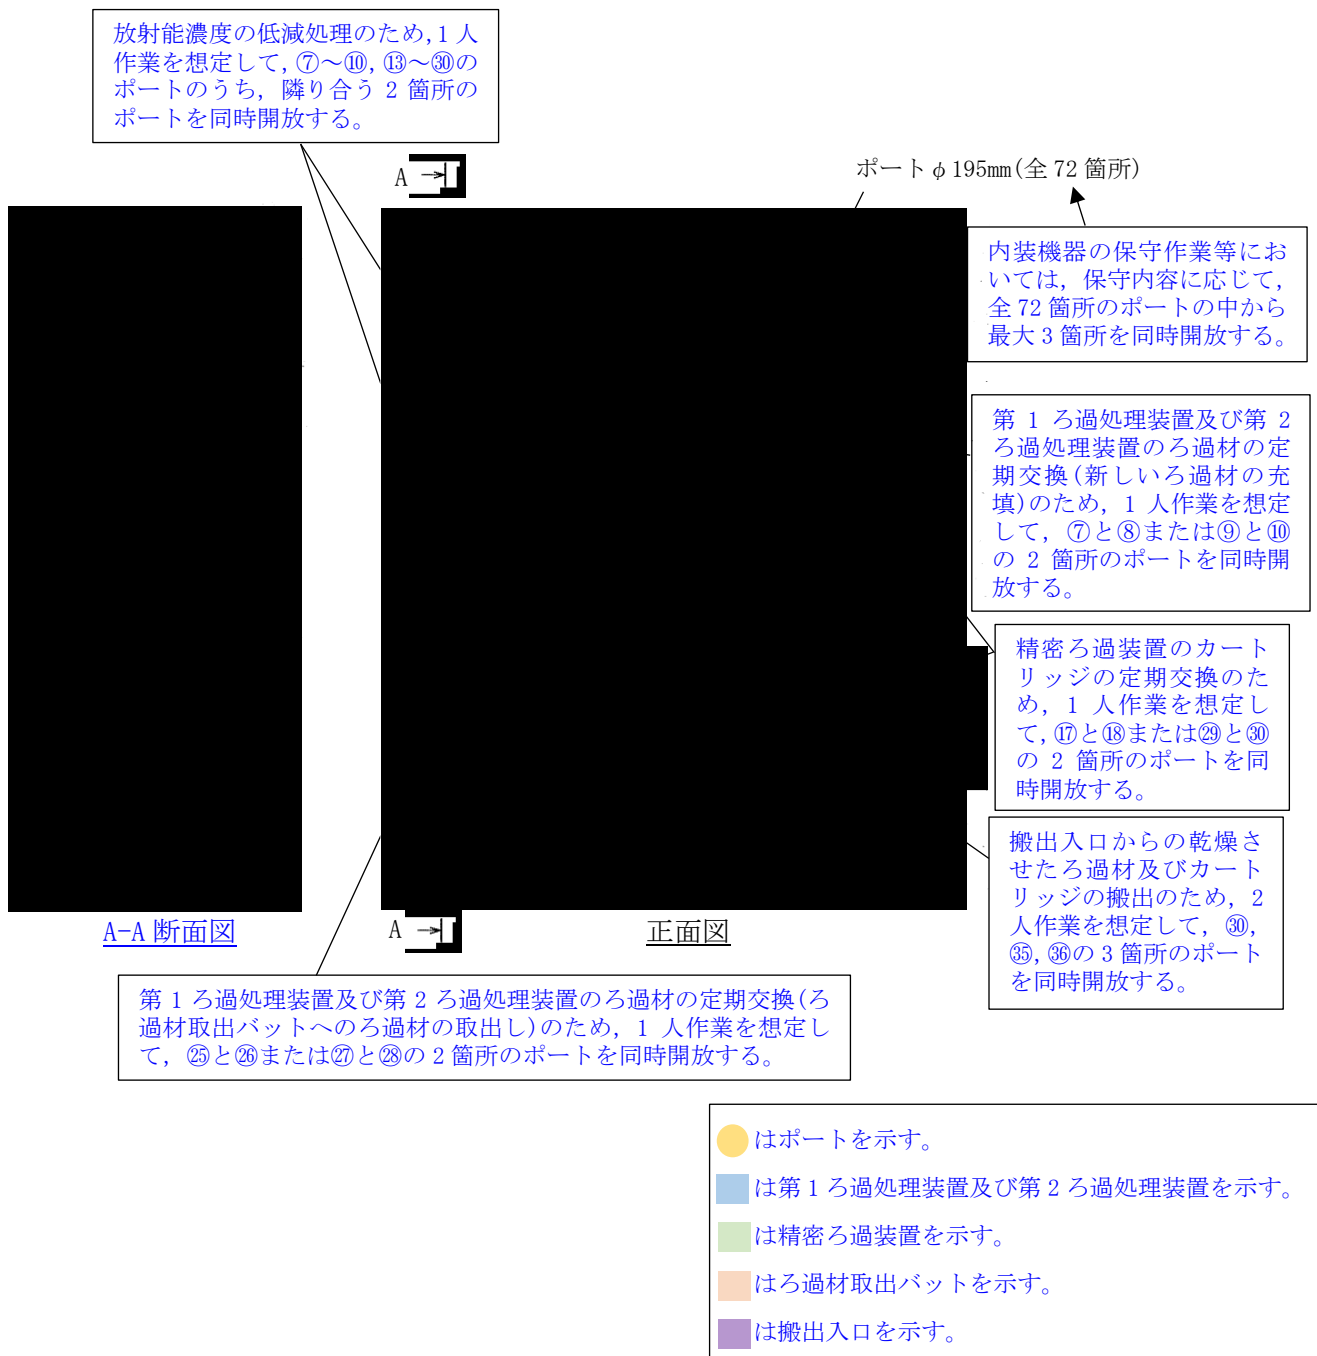 放射能濃度の低減処理のため,1人
作業を想定して,⑦～⑩,⑬～㉚の
ポートのうち, 隣り合う 2 箇所の
ポートを同時開放する。
A
ポートφ195mm(全 72 箇所)
内装機器の保守作業等にお
いては, 保守内容に応じて,
全 72 箇所のポートの中から
最大 3 箇所を同時開放する。
第 1 ろ過処理装置及び第 2
ろ過処理装置のろ過材の定
期交換(新しいろ過材の充
填)のため, 1 人作業を想定
して, ⑦と⑧または⑨と⑩
の 2 箇所のポートを同時開
放する。
精密ろ過装置のカート
リッジの定期交換のた
め, 1 人作業を想定し
て,⑰と⑱または㉙と㉚
の 2 箇所のポートを同
時開放する。
搬出入口からの乾燥さ
せたろ過材及びカート
リッジの搬出のため, 2
人作業を想定して, ㉚,
㉟,㊱の 3 箇所のポート
を同時開放する。
A-A 断面図
A
正面図
第 1 ろ過処理装置及び第 2 ろ過処理装置のろ過材の定期交換(ろ
過材取出バットへのろ過材の取出し)のため, 1 人作業を想定し
て, ㉕と㉖または㉗と㉘の 2 箇所のポートを同時開放する。
はポートを示す。
は第 1 ろ過処理装置及び第 2 ろ過処理装置を示す。
は精密ろ過装置を示す。
はろ過材取出バットを示す。
は搬出入口を示す。